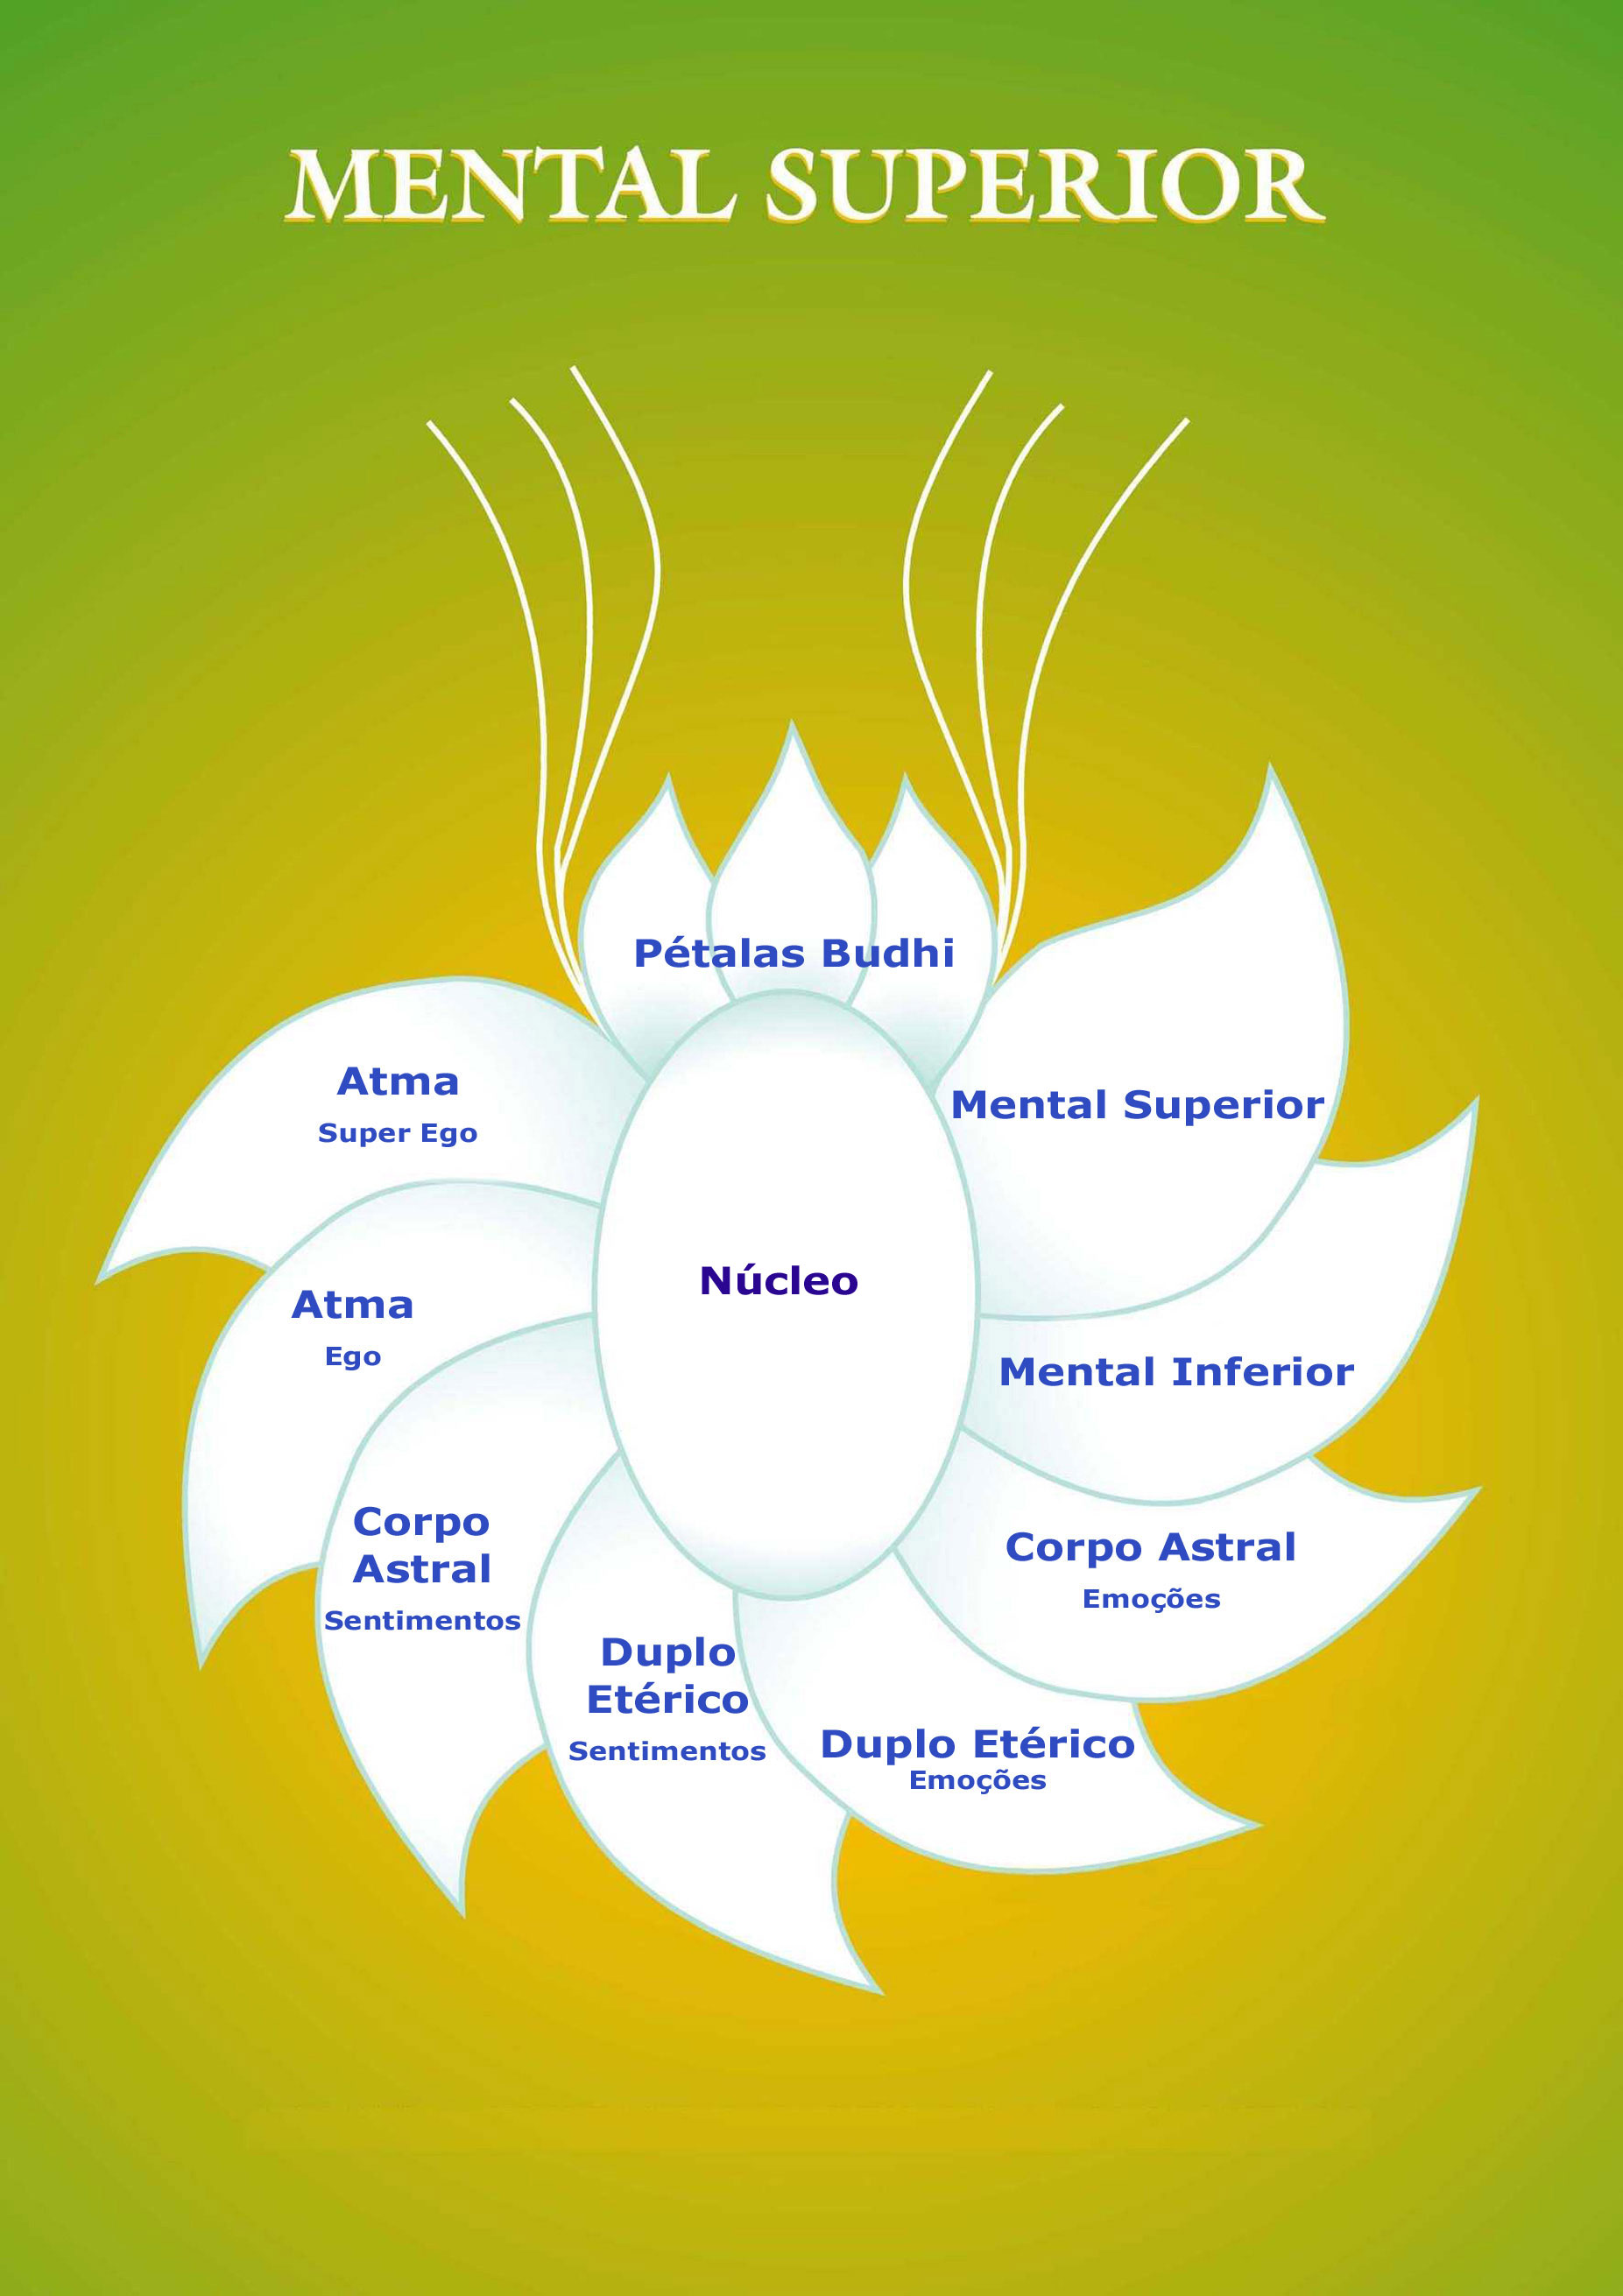 MENTAL SUPERIOR
Pétalas Budhi
Atma
Super Ego
Mental Superior
Núcleo
Atma
Ego
Mental Inferior
Corpo
Astral
Sentimentos
Corpo Astral
Emoções
Duplo
Etérico
Sentimentos
Duplo Etérico
Emoções